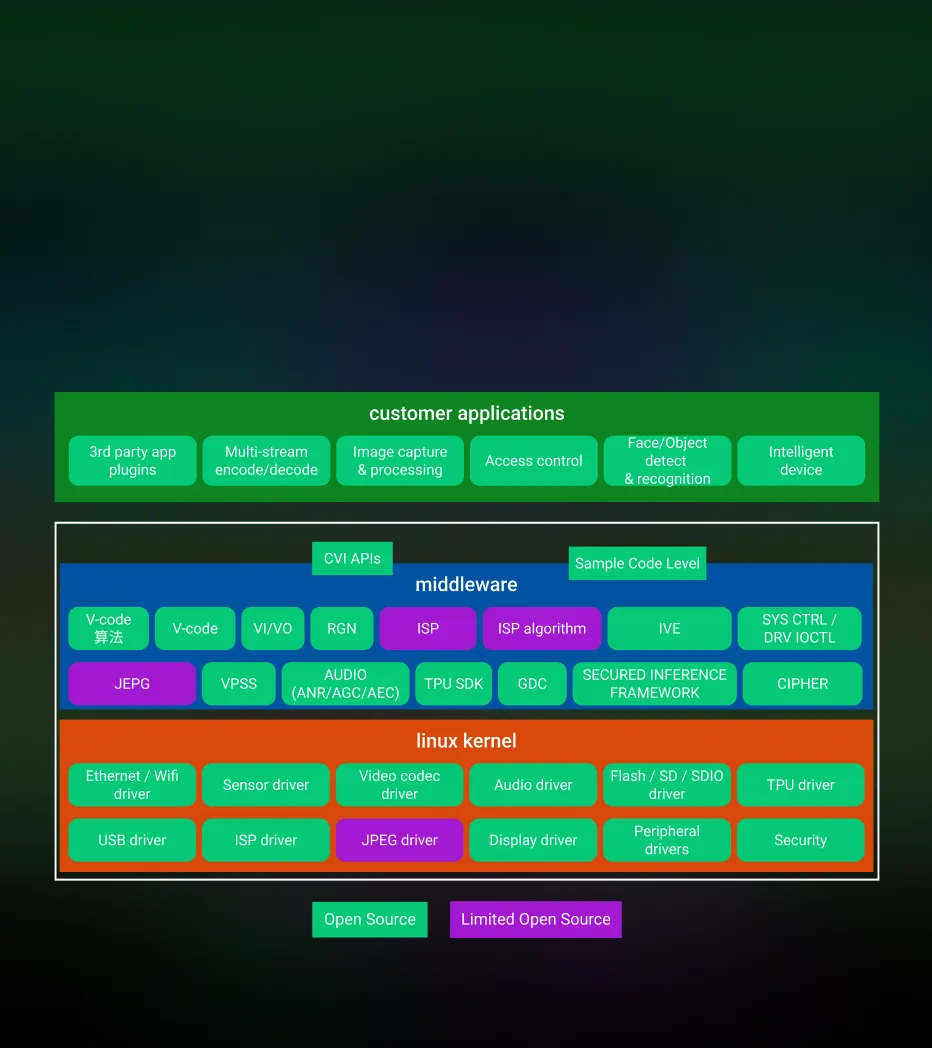 customer applications
3rd party app
plugins
Multi-stream
encode/decode
Image capture
& processing
Access control
Face/Object
detect
& recognition
Intelligent
device
CVI APIs
Sample Code Level
middleware
V-code
算法
V-code
VI/VO
RGN
ISP
ISP algorithm
IVE
SYS CTRL /
DRV IOCTL
JEPG
VPSS
AUDIO
(ANR/AGC/AEC)
TPU SDK
GDC
SECURED INFERENCE
FRAMEWORK
CIPHER
linux kernel
Ethernet / Wifi
driver
Sensor driver
Video codec
driver
Audio driver
Flash / SD / SDIO
driver
TPU driver
USB driver
ISP driver
JPEG driver
Display driver
Peripheral
drivers
Security
Open Source
Limited Open Source